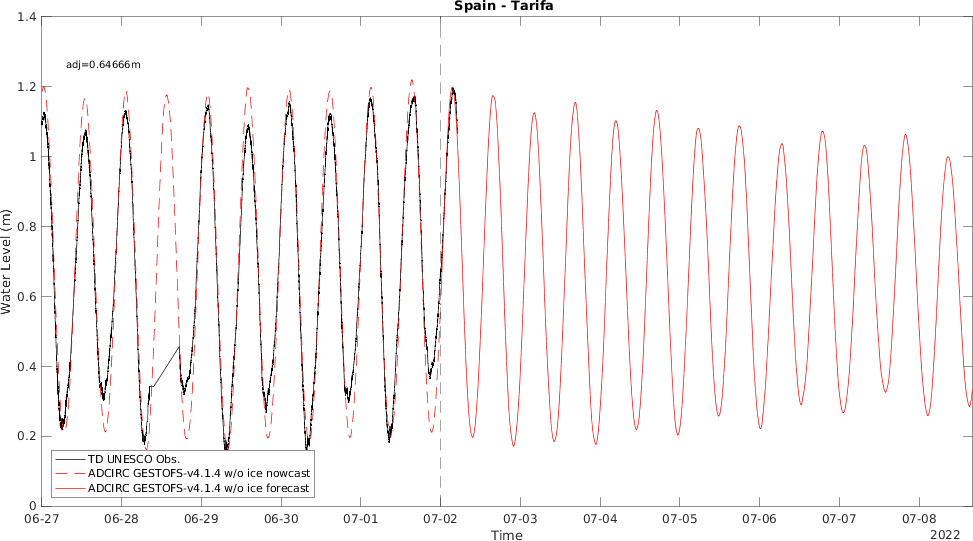 Spain - Tarifa
1.4
adj=0.64666m
1.2
1
0.8
Water Level (m)
0.6
0.4
0.2
TD UNESCO Obs.
ADCIRC GESTOFS-v4.1.4 w/o ice nowcast
ADCIRC GESTOFS-v4.1.4 w/o ice forecast
0
06-27 06-28 06-29 06-30 07-01 07-02 07-03 07-04 07-05 07-06 07-07 07-08
Time
2022